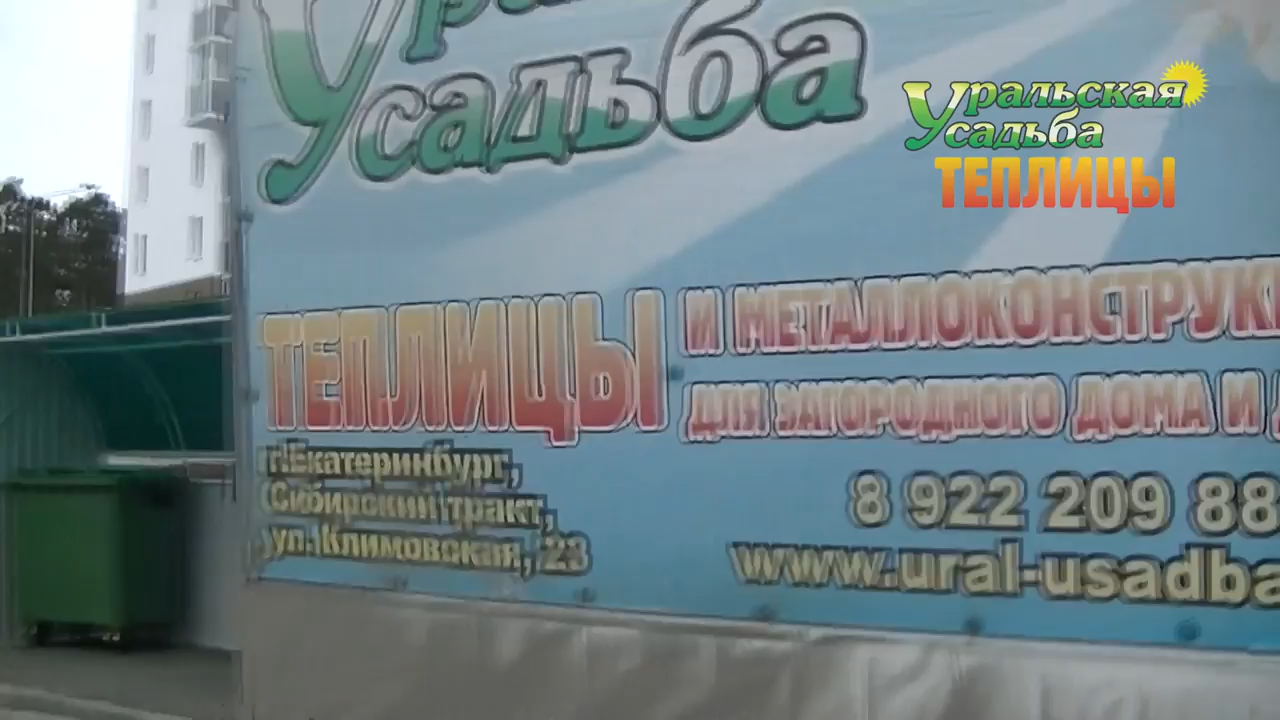 Усадьба
Уральская
Усадьба
ТЕПЛИЦЫ
ТЕПЛИЦЫ
И МЕТАЛЛОКОНСТРУК
ДЛЯ ЗАГОРОДНОГО ДОМА И
г.Екатеринбург,
Сибирский тракт,
ул.Климовская, 23
8 922 209 88
www.ural-usadba